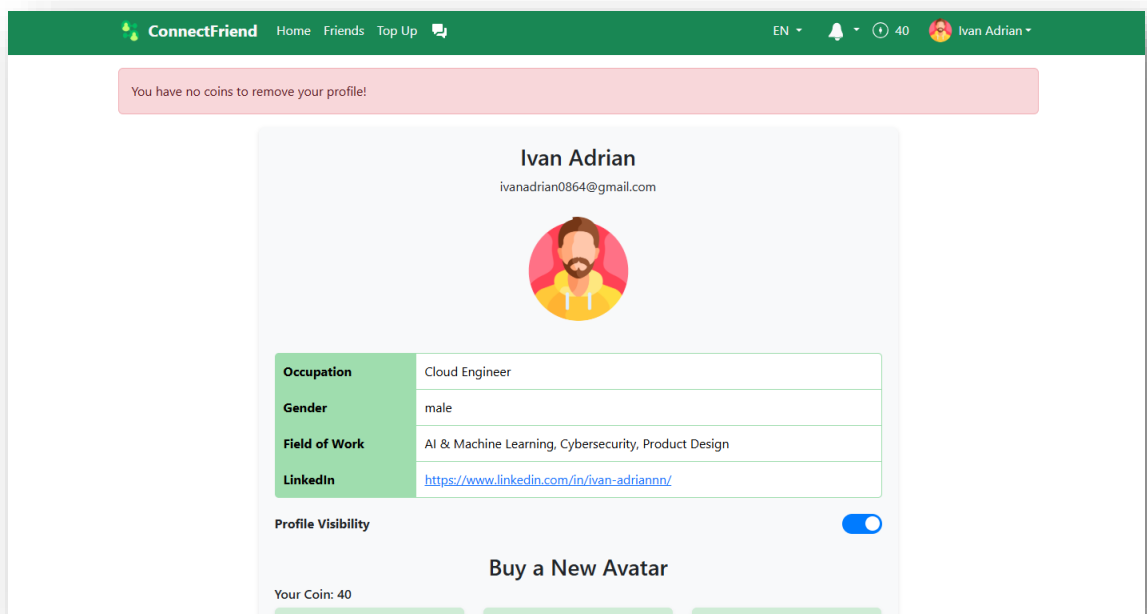 ConnectFriend Home Friends Top Up EN 40 Ivan Adrian
You have no coins to remove your profile!
Ivan Adrian
ivanadrian0864@gmail.com
Occupation Cloud Engineer
Gender male
Field of Work AI & Machine Learning, Cybersecurity, Product Design
LinkedIn https://www.linkedin.com/in/ivan-adriannn/
Profile Visibility
Buy a New Avatar
Your Coin: 40